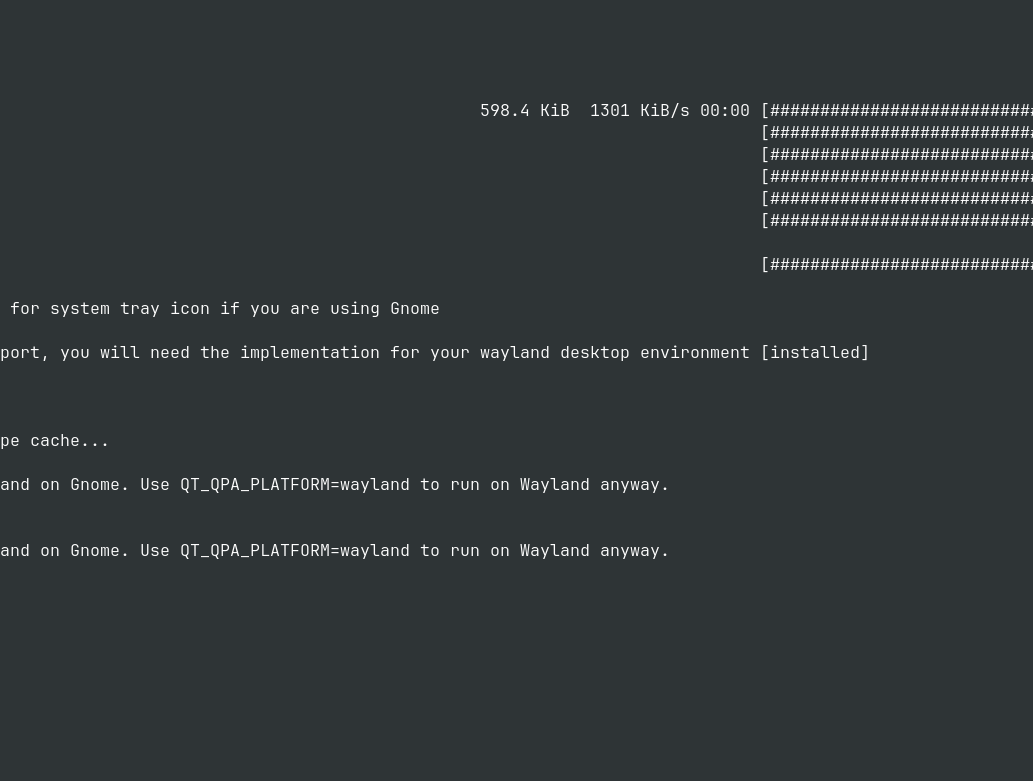 598.4 KiB  1301 KiB/s 00:00 [##########################
[##########################
[##########################
[##########################
[##########################
[##########################
[##########################
for system tray icon if you are using Gnome
port, you will need the implementation for your wayland desktop environment [installed]
pe cache...
and on Gnome. Use QT_QPA_PLATFORM=wayland to run on Wayland anyway.
and on Gnome. Use QT_QPA_PLATFORM=wayland to run on Wayland anyway.